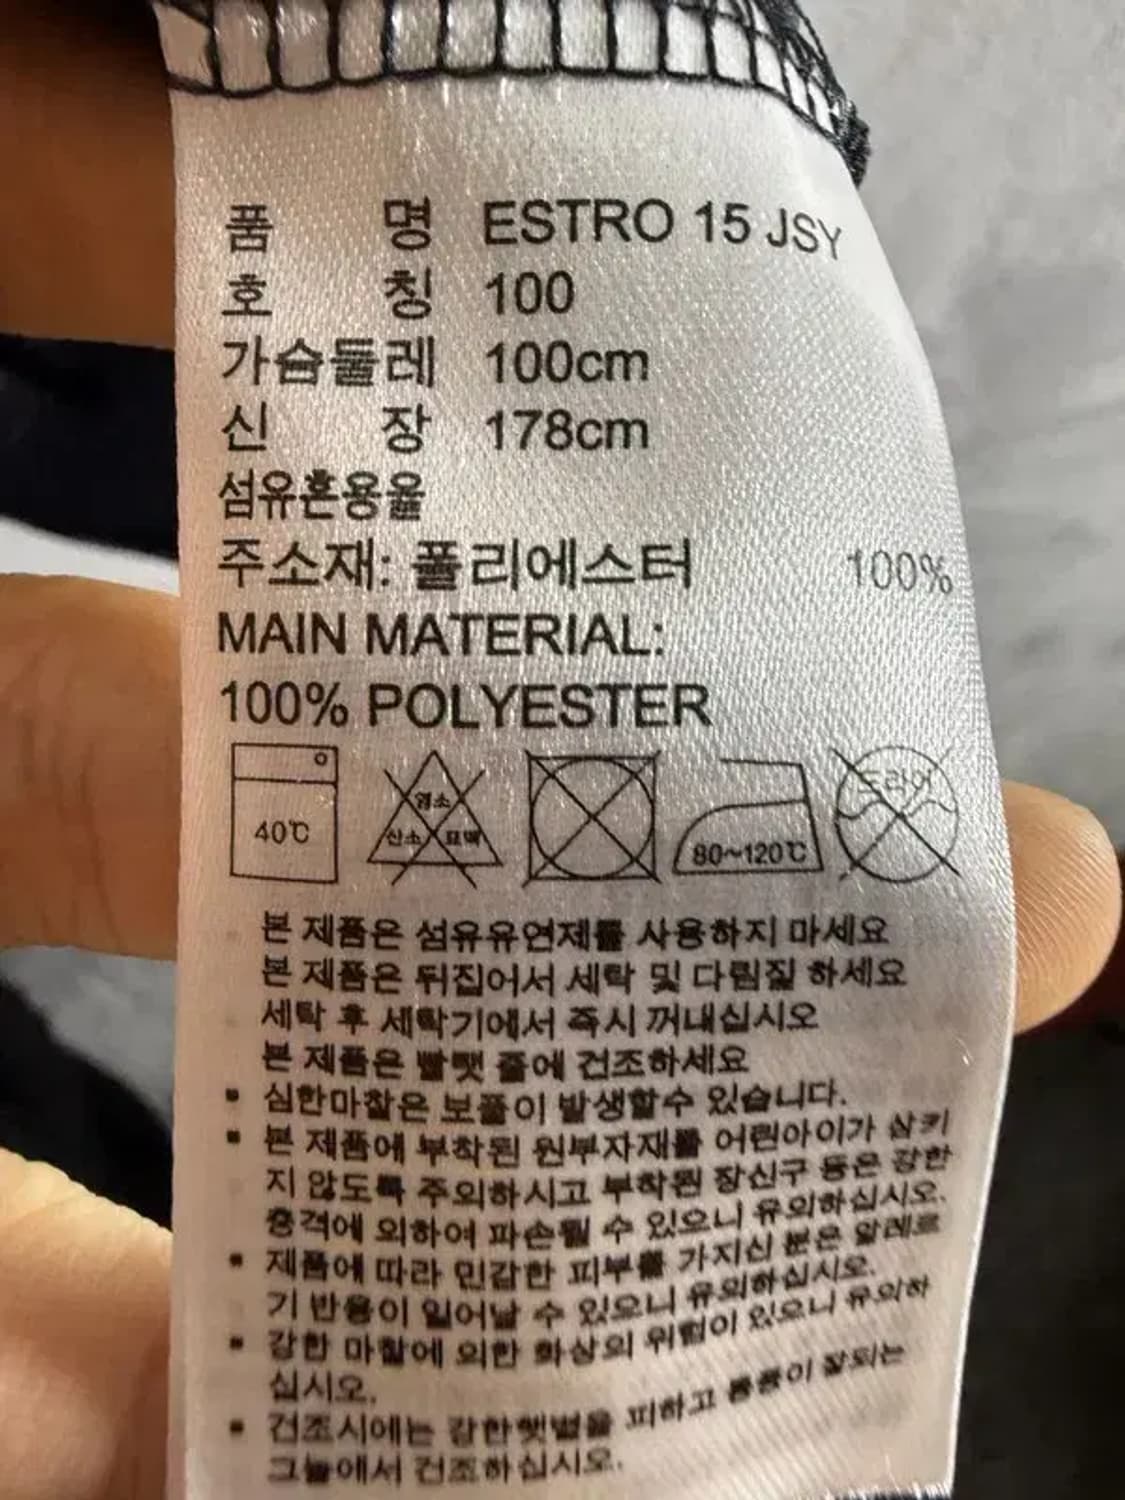 품 명 ESTRO 15 JSY
호 칭 100
가슴둘레 100cm
신 장 178cm
섬유혼용율
주소재: 폴리에스터 100%
MAIN MATERIAL:
100% POLYESTER
40℃ 염소 산소 표백 80~120℃ 드라이
본 제품은 섬유유연제를 사용하지 마세요
본 제품은 뒤집어서 세탁 및 다림질 하세요
세탁 후 세탁기에서 즉시 꺼내십시오
본 제품은 빨랫 줄에 건조하세요
▪ 심한마찰은 보풀이 발생할수 있습니다.
▪ 본 제품에 부착된 원부자재를 어린아이가 삼키
지 않도록 주의하시고 부착된 장신구 등은 강한
충격에 의하여 파손될 수 있으니 유의하십시오.
▪ 제품에 따라 민감한 피부를 가지신 분은 알레르
기 반응이 일어날 수 있으니 유의하십시오.
▪ 강한 마찰에 의한 화상의 위험이 있으니 유의하
십시오.
▪ 건조시에는 강한햇볕을 피하고 통풍이 잘되는
그늘에서 건조하십시오.